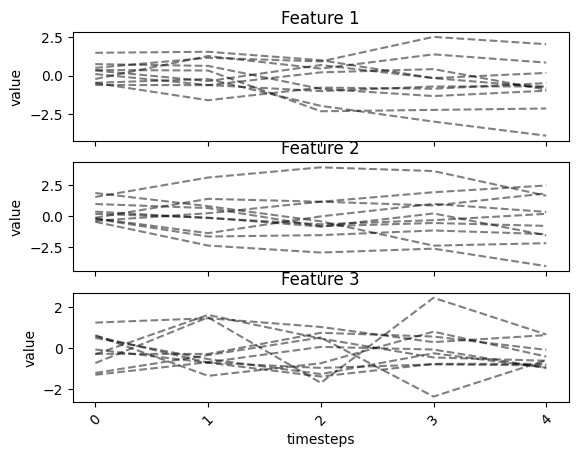 Feature 1
2.5
0.0
−2.5
value
Feature 2
2.5
0.0
−2.5
value
Feature 3
2
0
−2
value
0 1 2 3 4
timesteps